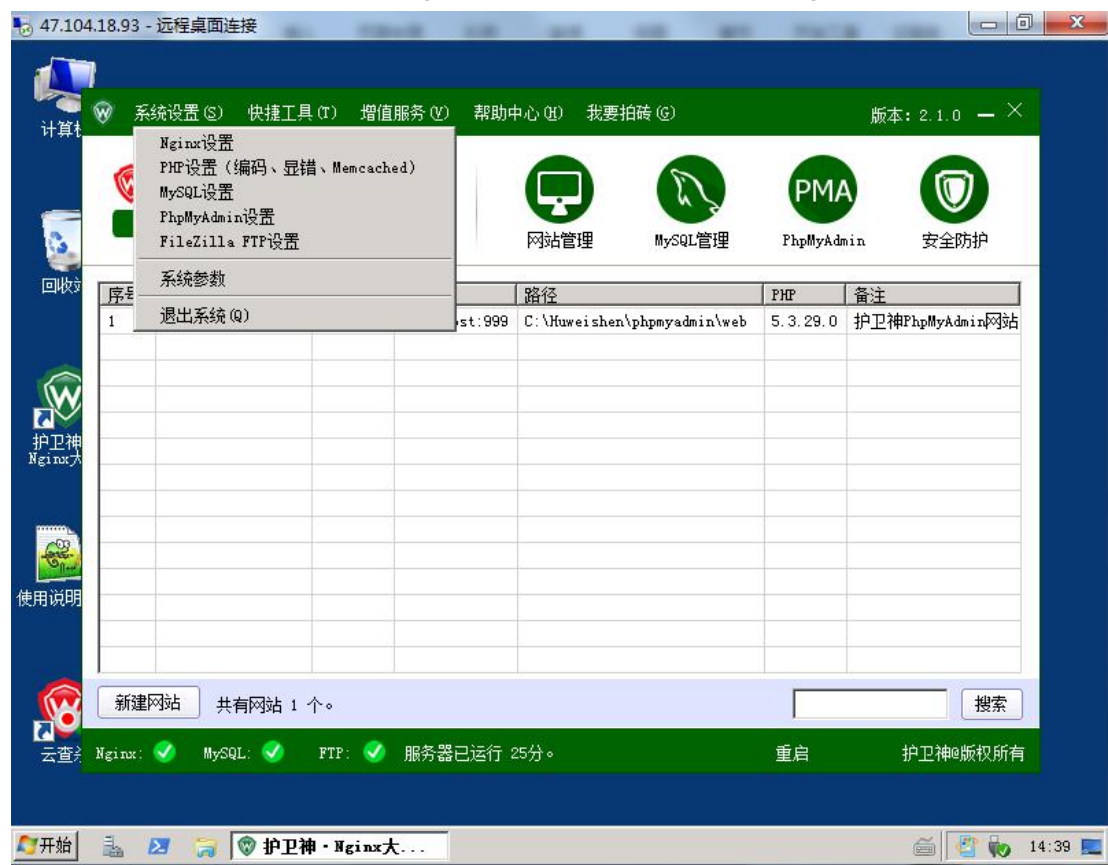 47.104.18.93 - 远程桌面连接
系统设置(S) 快捷工具(T) 增值服务(V) 帮助中心(H) 我要拍砖(G) 版本: 2.1.0
Nginx设置
PHP设置 (编码、显错、Memcached)
MySQL设置
PhpMyAdmin设置
FileZilla FTP设置
系统参数
退出系统(Q)
PMA
网站管理 MySQL管理 PhpMyAdmin 安全防护
路径 PHP 备注
1 st:999 C:\Huweishen\phpmyadmin\web 5.3.29.0 护卫神PhpMyAdmin网站
护卫神
Nginx大
使用说明
新建网站 共有网站 1 个。 搜索
Nginx: MySQL: FTP: 服务器已运行 25分。 重启 护卫神@版权所有
开始 护卫神·Nginx大... 14:39